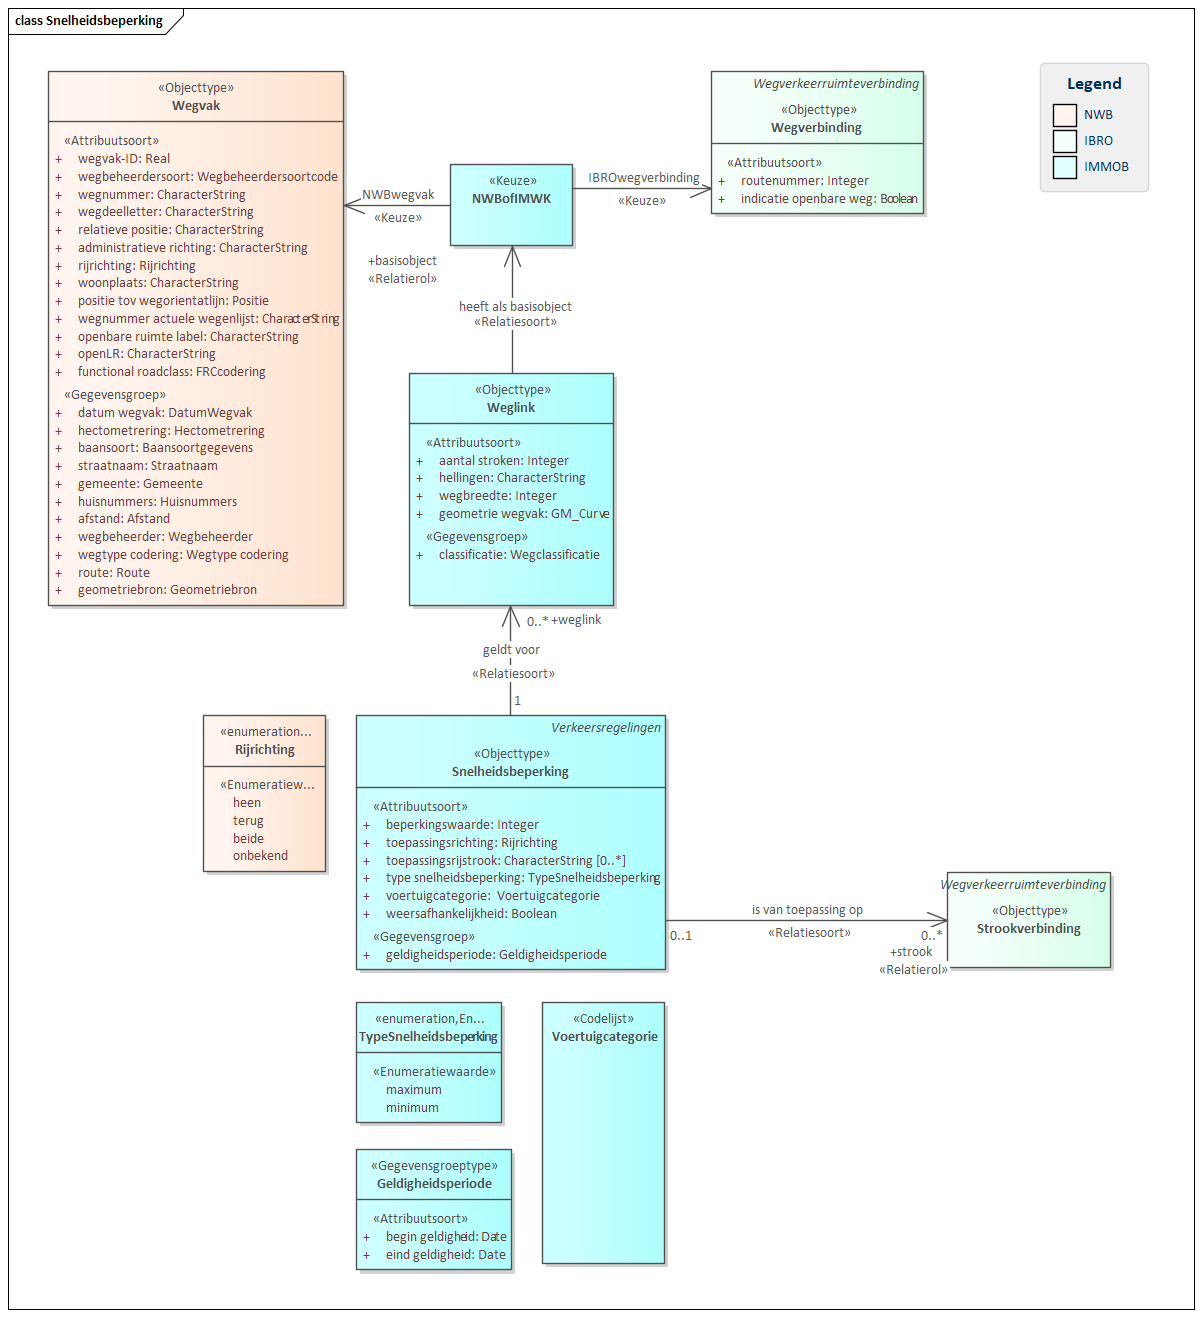 class Snelheidsbeperking
«Objecttype»
Wegvak
«Attribuutsoort»
+ wegvak-ID: Real
+ wegbeheerdersoort: Wegbeheerdersoortcode
+ wegnummer: CharacterString
+ wegdeelletter: CharacterString
+ relatieve positie: CharacterString
+ administratieve richting: CharacterString
+ rijrichting: Rijrichting
+ woonplaats: CharacterString
+ positie tov wegorientatlijn: Positie
+ wegnummer actuele wegenlijst: CharacterString
+ openbare ruimte label: CharacterString
+ openLR: CharacterString
+ functional roadclass: FRCcodering
«Gegevensgroep»
+ datum wegvak: DatumWegvak
+ hectometrering: Hectometrering
+ baansoort: Baansoortgegevens
+ straatnaam: Straatnaam
+ gemeente: Gemeente
+ huisnummers: Huisnummers
+ afstand: Afstand
+ wegbeheerder: Wegbeheerder
+ wegtype codering: Wegtype codering
+ route: Route
+ geometriebron: Geometriebron
NWBwegvak
«Keuze»
«Keuze»
NWBofIMWK
IBROwegverbinding
«Keuze»
Wegverkeerruimteverbinding
«Objecttype»
Wegverbinding
«Attribuutsoort»
+ routenummer: Integer
+ indicatie openbare weg: Boolean
Legend
NWB
IBRO
IMMOB
+basisobject
«Relatierol»
heeft als basisobject
«Relatiesoort»
«Objecttype»
Weglink
«Attribuutsoort»
+ aantal stroken: Integer
+ hellingen: CharacterString
+ wegbreedte: Integer
+ geometrie wegvak: GM_Curve
«Gegevensgroep»
+ classificatie: Wegclassificatie
0..* +weglink
geldt voor
«Relatiesoort»
1
«enumeration...
Rijrichting
«Enumeratiew...
heen
terug
beide
onbekend
Verkeersregelingen
«Objecttype»
Snelheidsbeperking
«Attribuutsoort»
+ beperkingswaarde: Integer
+ toepassingsrichting: Rijrichting
+ toepassingsrijstrook: CharacterString [0..*]
+ type snelheidsbeperking: TypeSnelheidsbeperking
+ voertuigcategorie: Voertuigcategorie
+ weersafhankelijkheid: Boolean
«Gegevensgroep»
+ geldigheidsperiode: Geldigheidsperiode
is van toepassing op
«Relatiesoort»
0..1
0..*
+strook
«Relatierol»
Wegverkeerruimteverbinding
«Objecttype»
Strookverbinding
«enumeration,En...
TypeSnelheidsbeperking
«Enumeratiewaarde»
maximum
minimum
«Codelijst»
Voertuigcategorie
«Gegevensgroeptype»
Geldigheidsperiode
«Attribuutsoort»
+ begin geldigheid: Date
+ eind geldigheid: Date